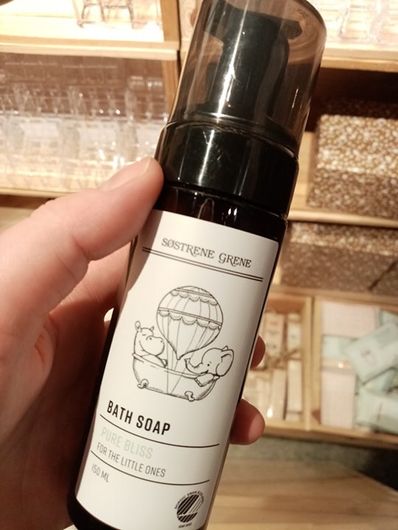 SØSTRENE GRENE
BATH SOAP
PURE BLISS
FOR THE LITTLE ONES
150 ML